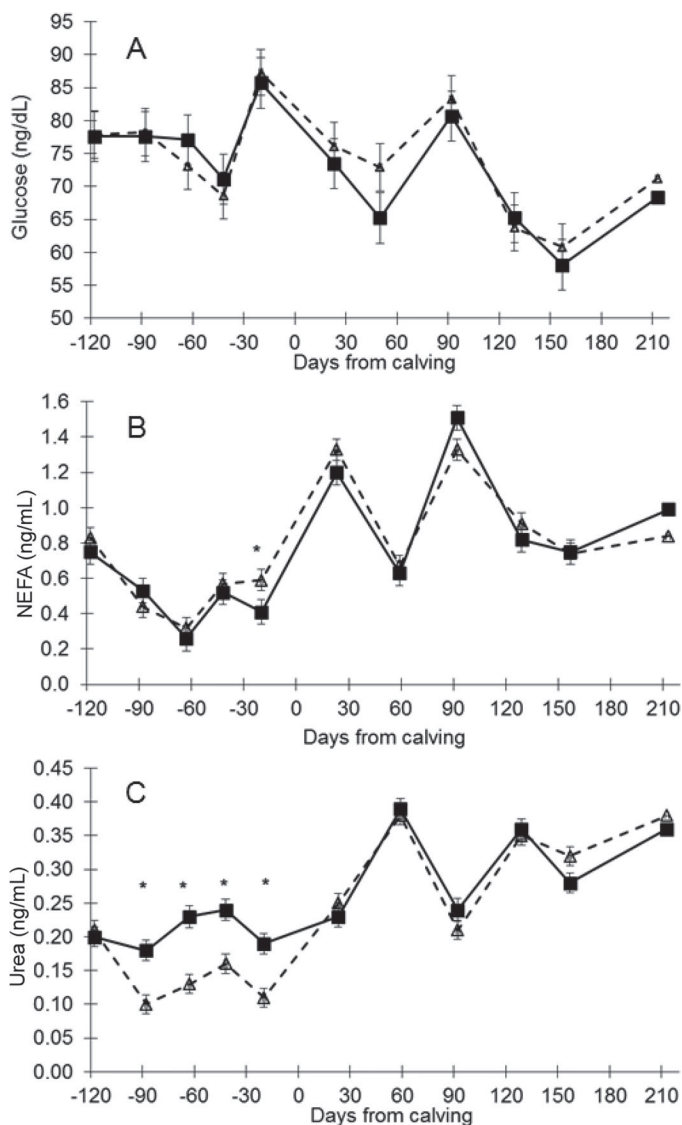 A
Glucose (ng/dL)
95
90
85
80
75
70
65
60
55
50
-120 -90 -60 -30 0 30 60 90 120 150 180 210
Days from calving
B
NEFA (ng/mL)
1.6
1.4
1.2
1.0
0.8
0.6
0.4
0.2
0.0
*
-120 -90 -60 -30 0 30 60 90 120 150 180 210
Days from calving
C
Urea (ng/mL)
0.45
0.40
0.35
0.30
0.25
0.20
0.15
0.10
0.05
0.00
* * * *
-120 -90 -60 -30 0 30 60 90 120 150 180 210
Days from calving